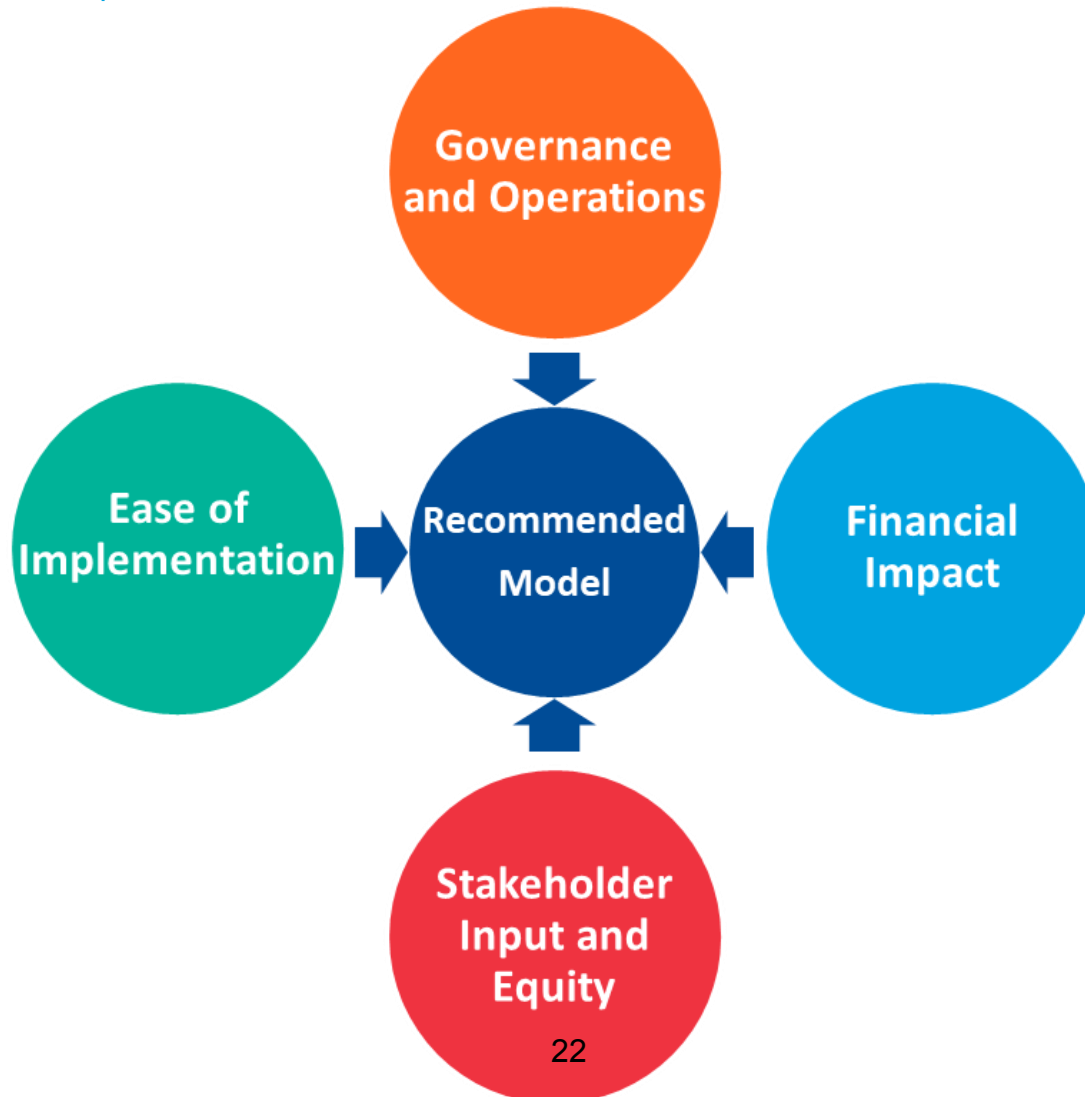 Governance
and Operations
Ease of
Implementation
Recommended
Model
Financial
Impact
Stakeholder
Input and
Equity
22